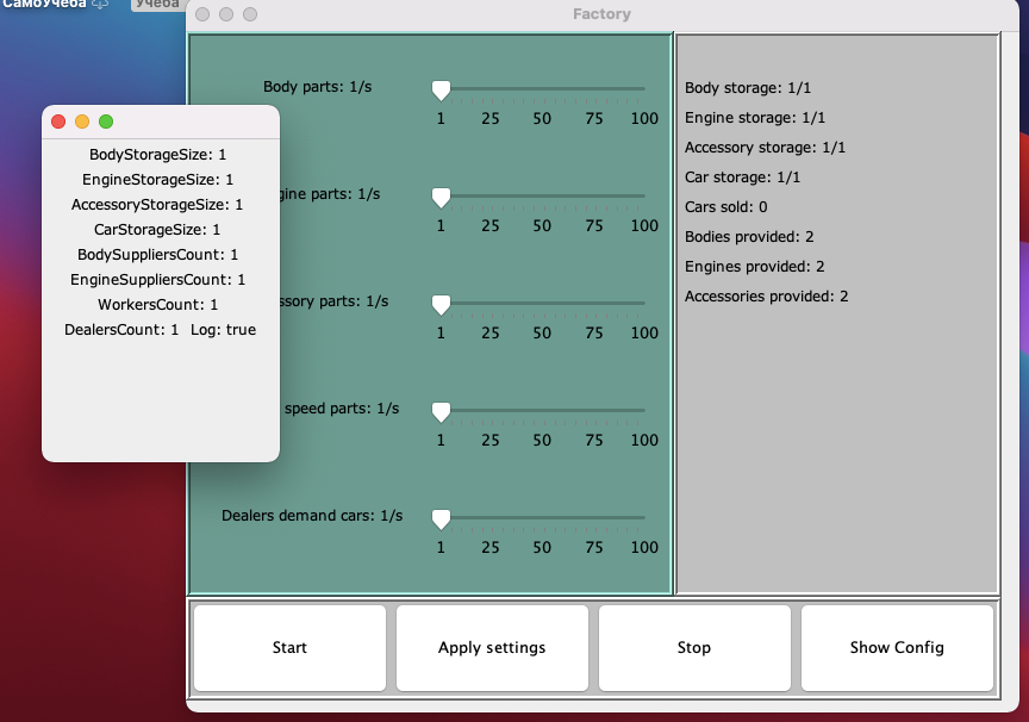 СамоУчеба
Учеба
Factory
Body parts: 1/s
1 25 50 75 100
gine parts: 1/s
1 25 50 75 100
ssory parts: 1/s
1 25 50 75 100
speed parts: 1/s
1 25 50 75 100
Dealers demand cars: 1/s
1 25 50 75 100
BodyStorageSize: 1
EngineStorageSize: 1
AccessoryStorageSize: 1
CarStorageSize: 1
BodySuppliersCount: 1
EngineSuppliersCount: 1
WorkersCount: 1
DealersCount: 1 Log: true
Body storage: 1/1
Engine storage: 1/1
Accessory storage: 1/1
Car storage: 1/1
Cars sold: 0
Bodies provided: 2
Engines provided: 2
Accessories provided: 2
Start Apply settings Stop Show Config